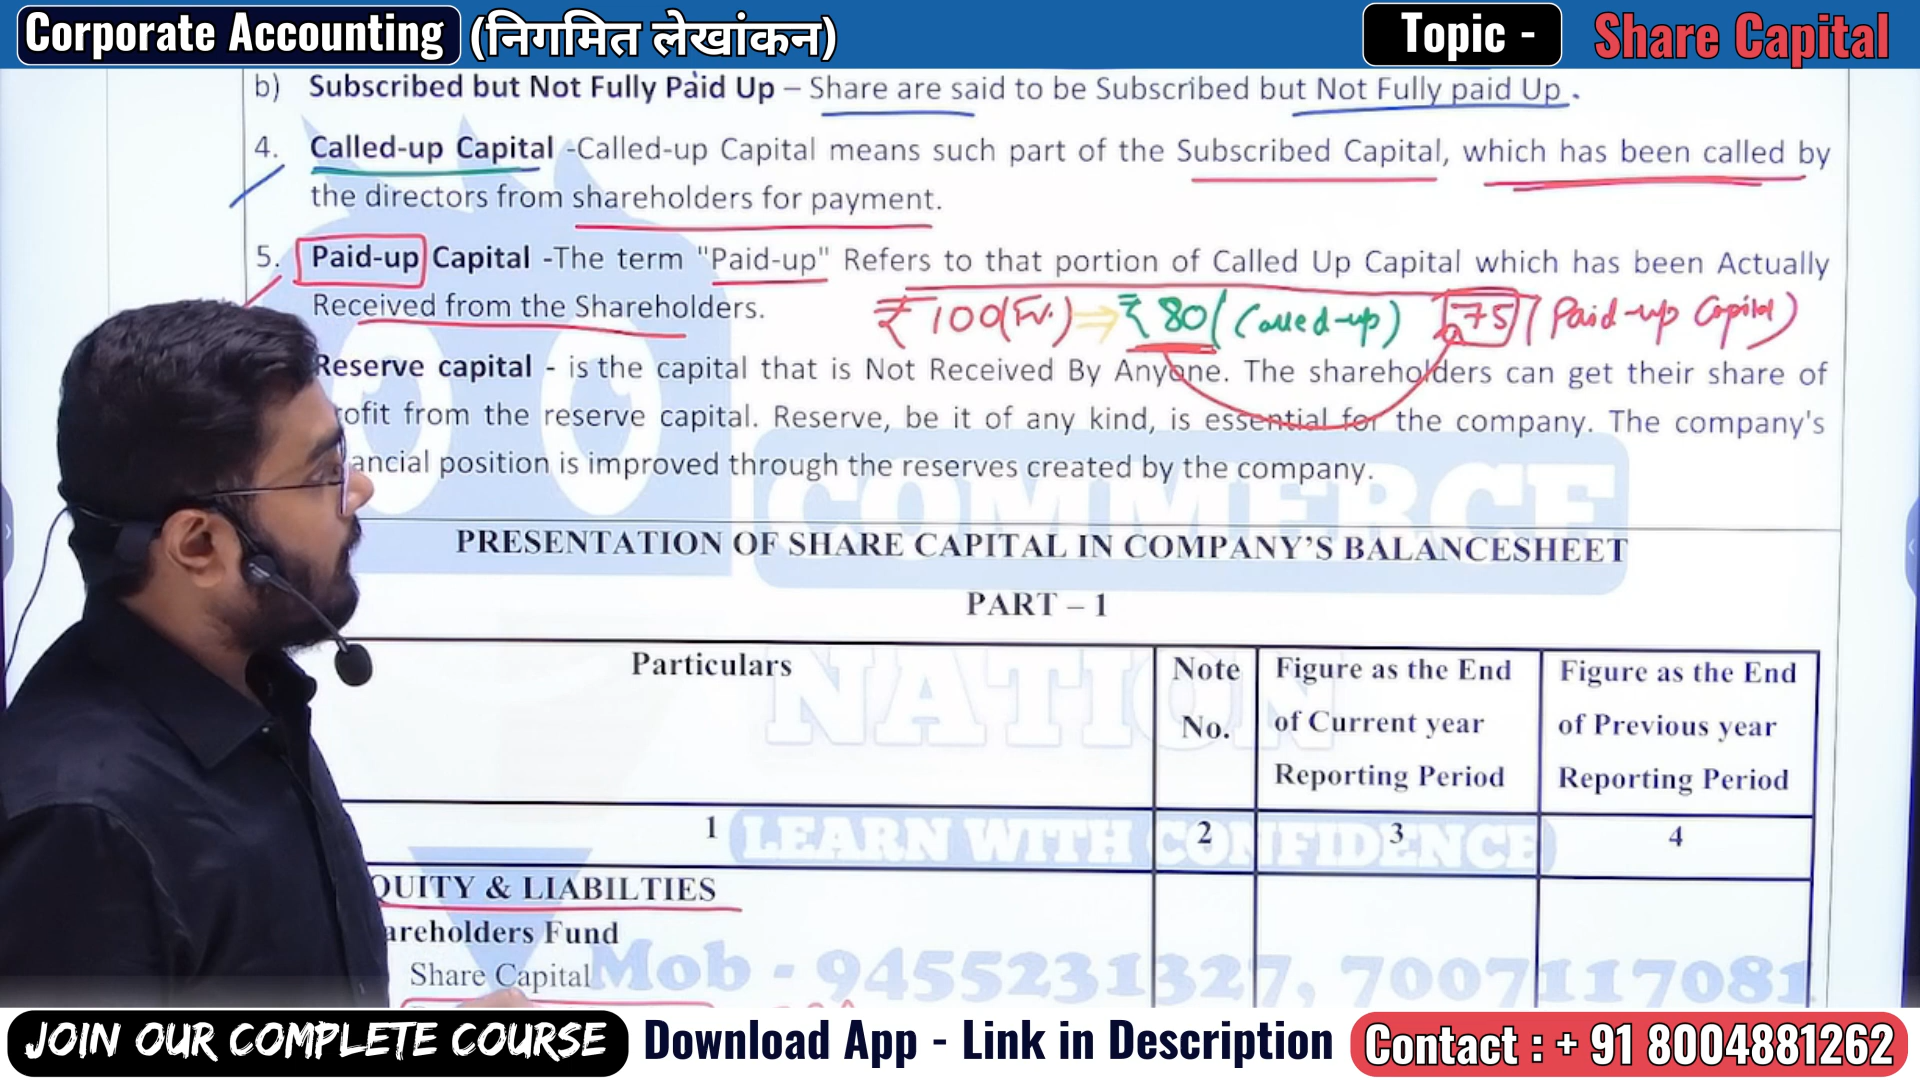 Corporate Accounting (निगमित लेखांकन)
Topic - Share Capital
b) Subscribed but Not Fully Paid Up – Share are said to be Subscribed but Not Fully paid Up .
4. Called-up Capital -Called-up Capital means such part of the Subscribed Capital, which has been called by
the directors from shareholders for payment.
5. Paid-up Capital -The term "Paid-up" Refers to that portion of Called Up Capital which has been Actually
Received from the Shareholders.
₹ 100 (F.V.) ⇒ ₹ 80 (Called-up) 75 (Paid-up Capital)
Reserve capital - is the capital that is Not Received By Anyone. The shareholders can get their share of
ofit from the reserve capital. Reserve, be it of any kind, is essential for the company. The company's
ancial position is improved through the reserves created by the company.
COMMERCE
PRESENTATION OF SHARE CAPITAL IN COMPANY'S BALANCESHEET
PART – 1
NATION
Particulars
Note No.
Figure as the End of Current year Reporting Period
Figure as the End of Previous year Reporting Period
1 2 3 4
LEARN WITH CONFIDENCE
QUITY & LIABILTIES
areholders Fund
Share Capital
Mob - 9455231327, 7007117081
JOIN OUR COMPLETE COURSE
Download App - Link in Description
Contact : + 91 8004881262